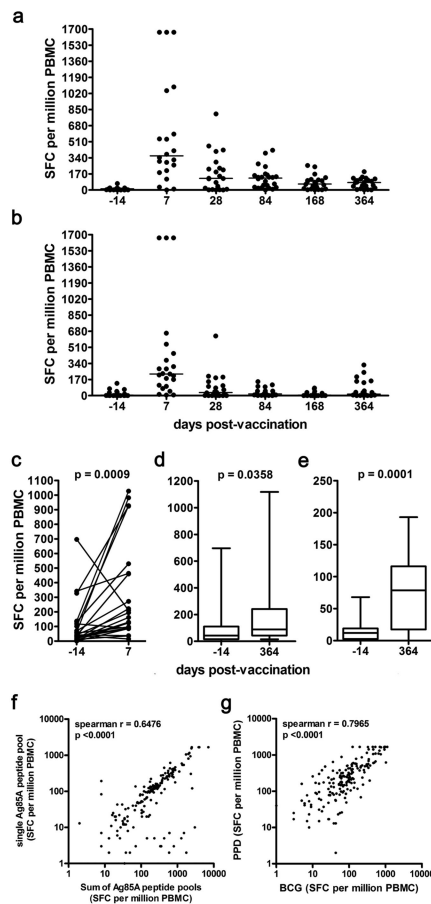 a
SFC per million PBMC
1700
1530
1360
1190
1020
850
680
510
340
170
0
-14 7 28 84 168 364
b
SFC per million PBMC
1700
1530
1360
1190
1020
850
680
510
340
170
0
-14 7 28 84 168 364
days post-vaccination
c
p = 0.0009
SFC per million PBMC
1100
1000
900
800
700
600
500
400
300
200
100
0
-14 7
d
p = 0.0358
1200
1000
800
600
400
200
0
-14 364
e
p = 0.0001
250
200
150
100
50
0
-14 364
days post-vaccination
f
spearman r = 0.6476
p <0.0001
single Ag85A peptide pool
(SFC per million PBMC)
10000
1000
100
10
1
1 10 100 1000 10000
Sum of Ag85A peptide pools
(SFC per million PBMC)
g
spearman r = 0.7965
p <0.0001
PPD (SFC per million PBMC)
10000
1000
100
10
1
1 10 100 1000 10000
BCG (SFC per million PBMC)